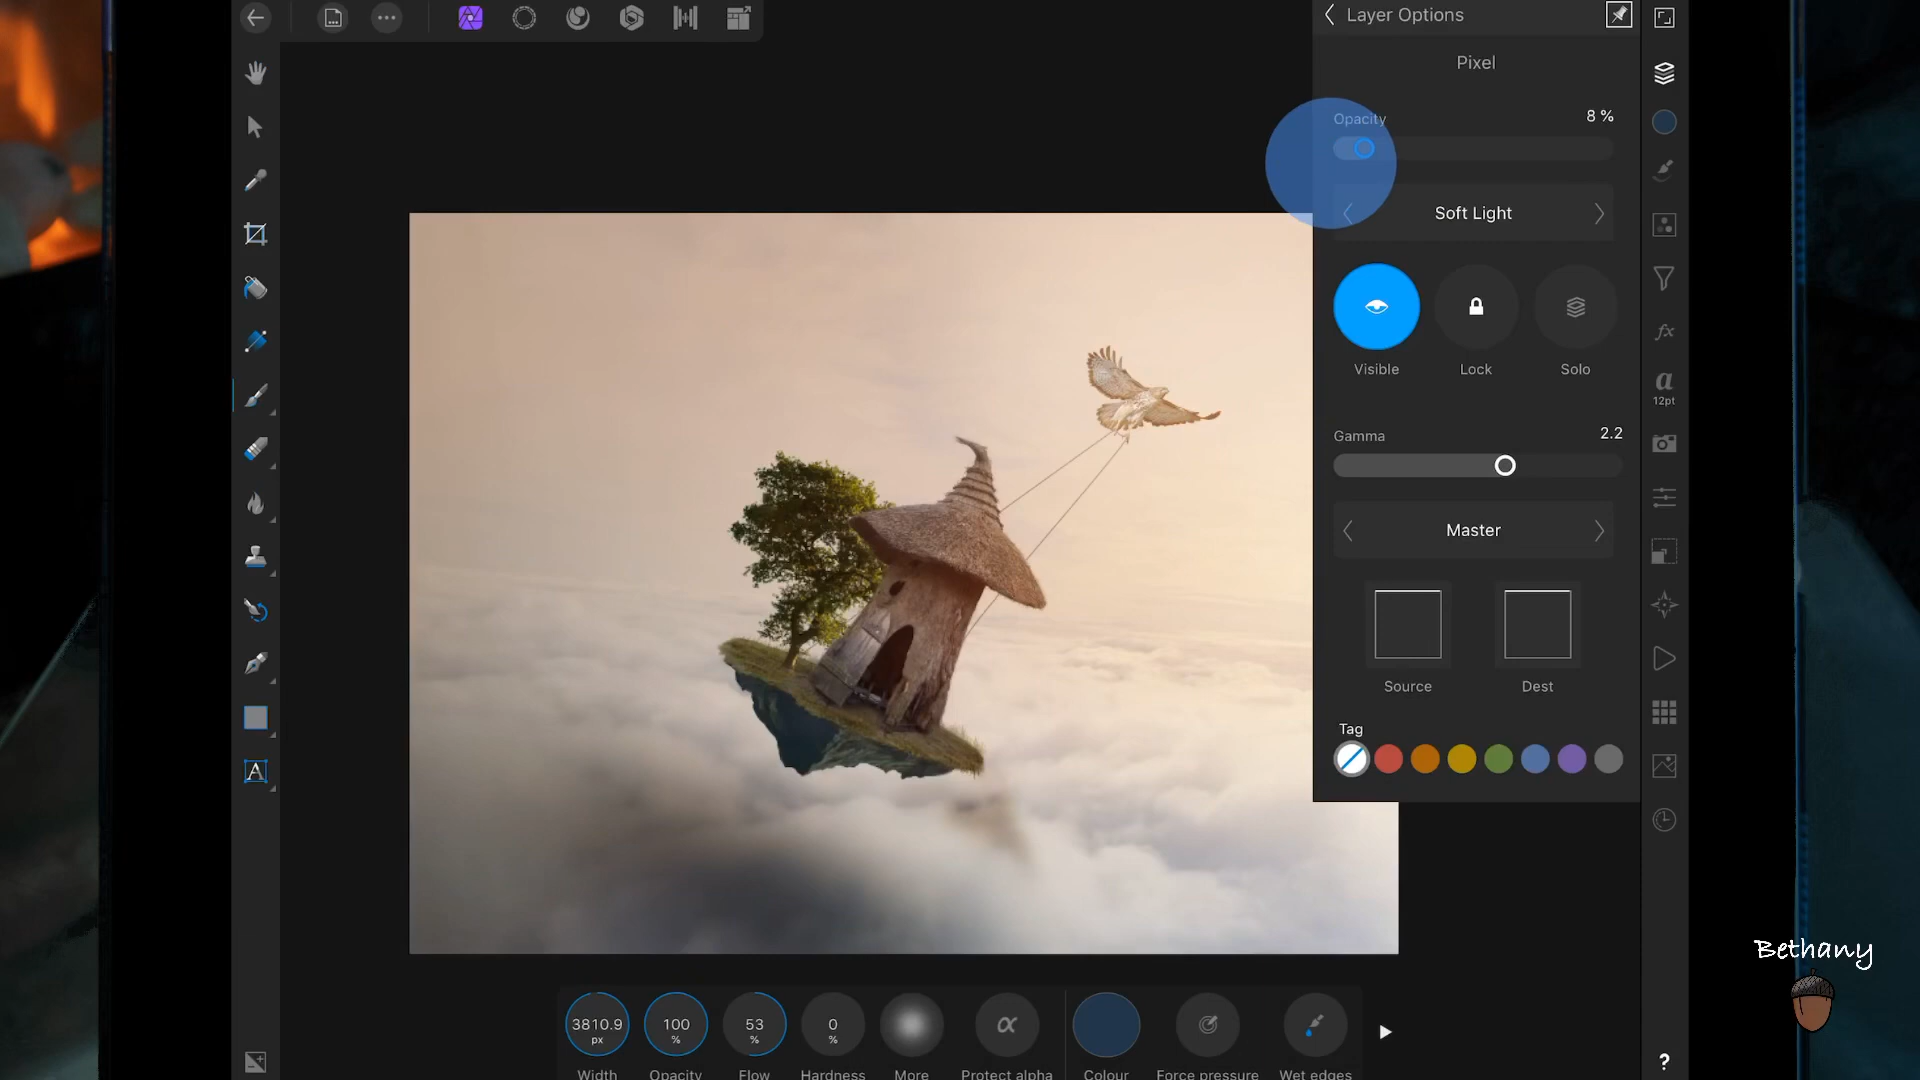 Layer Options
Pixel
Opacity
8 %
Soft Light
Visible
Lock
Solo
Gamma
2.2
Master
Source
Dest
Tag
fx
a
12pt
A
3810.9
px
100
%
53
%
0
%
α
Width
Opacity
Flow
Hardness
More
Protect alpha
Colour
Force pressure
Wet edges
?
Bethany